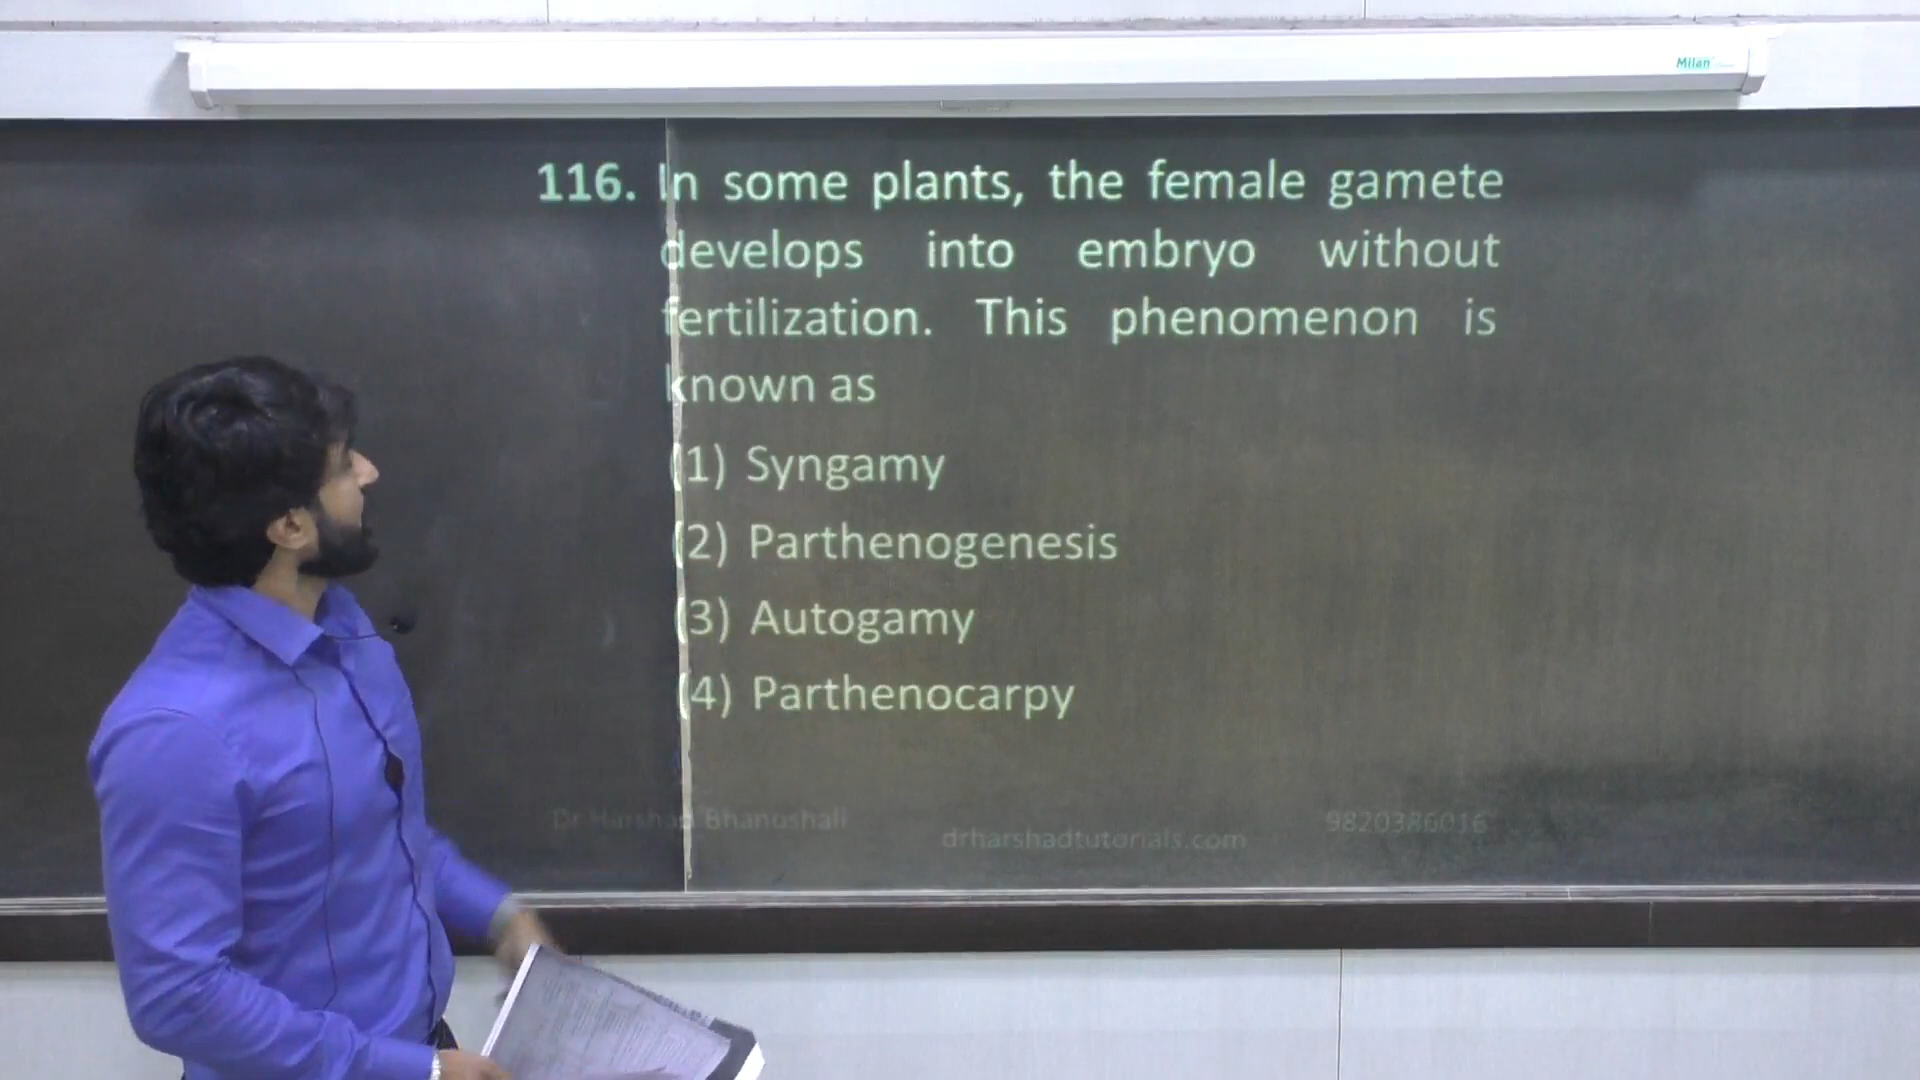 Milan
116. In some plants, the female gamete
develops into embryo without
fertilization. This phenomenon is
known as
(1) Syngamy
(2) Parthenogenesis
(3) Autogamy
(4) Parthenocarpy
Dr Harshad Bhanushali
drharshadtutorials.com
9820386016